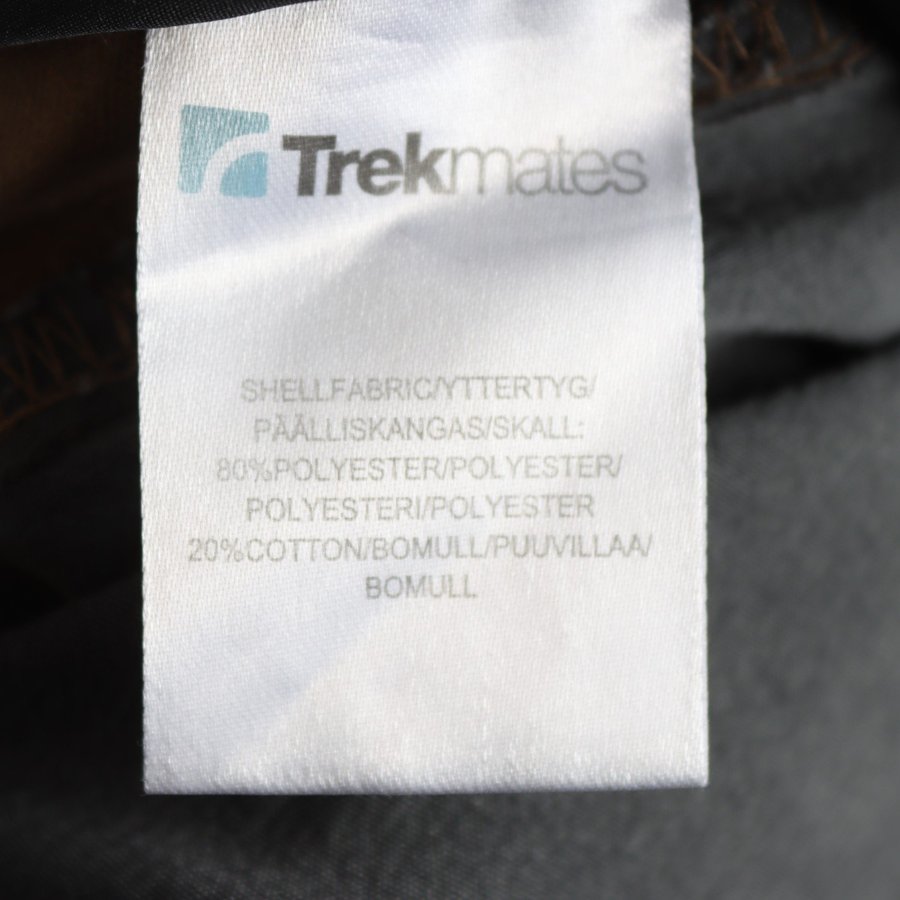 Trekmates
SHELLFABRIC/YTTERTYG/
PÄÄLLISKANGAS/SKALL:
80%POLYESTER/POLYESTER/
POLYESTERI/POLYESTER
20%COTTON/BOMULL/PUUVILLAA/
BOMULL